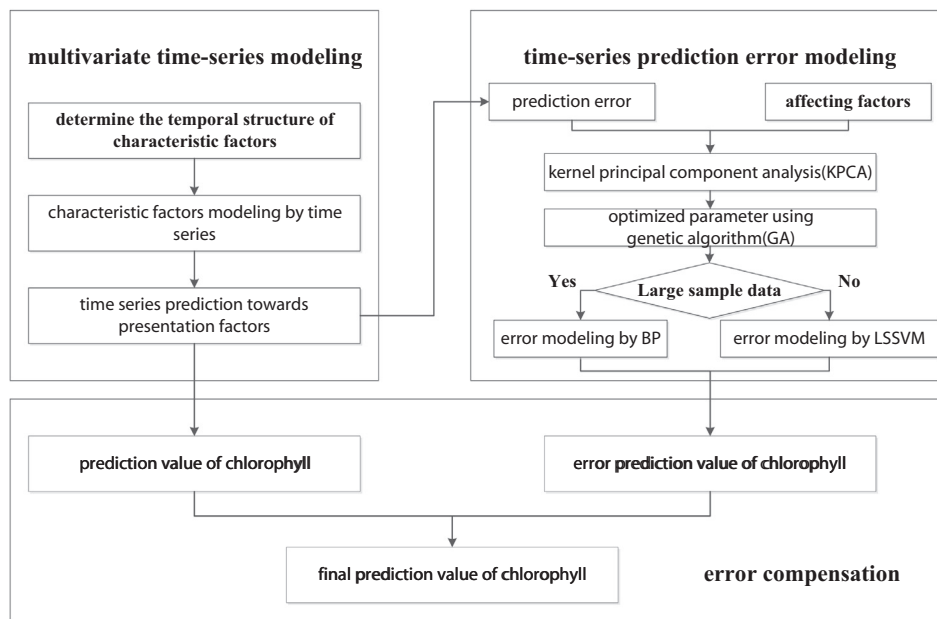 multivariate time-series modeling
determine the temporal structure of
characteristic factors
characteristic factors modeling by time
series
time series prediction towards
presentation factors
time-series prediction error modeling
prediction error
affecting factors
kernel principal component analysis(KPCA)
optimized parameter using
genetic algorithm(GA)
Yes
Large sample data
No
error modeling by BP
error modeling by LSSVM
prediction value of chlorophyll
error prediction value of chlorophyll
final prediction value of chlorophyll
error compensation